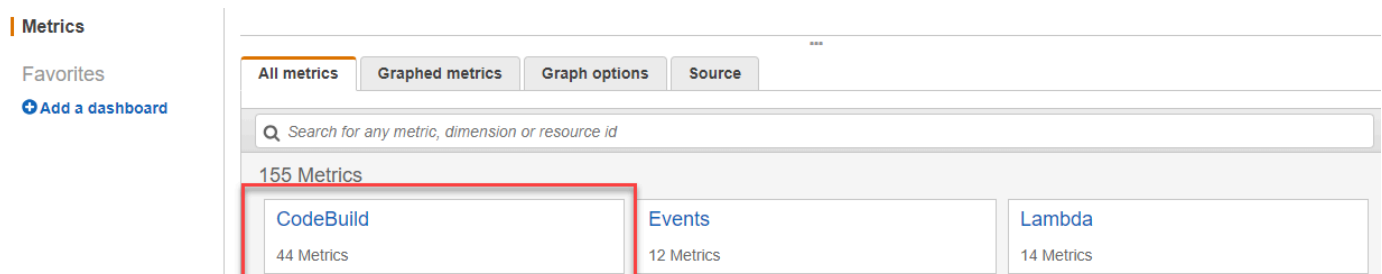 Metrics
Favorites
Add a dashboard
All metrics
Graphed metrics
Graph options
Source
Search for any metric, dimension or resource id
155 Metrics
CodeBuild
44 Metrics
Events
12 Metrics
Lambda
14 Metrics